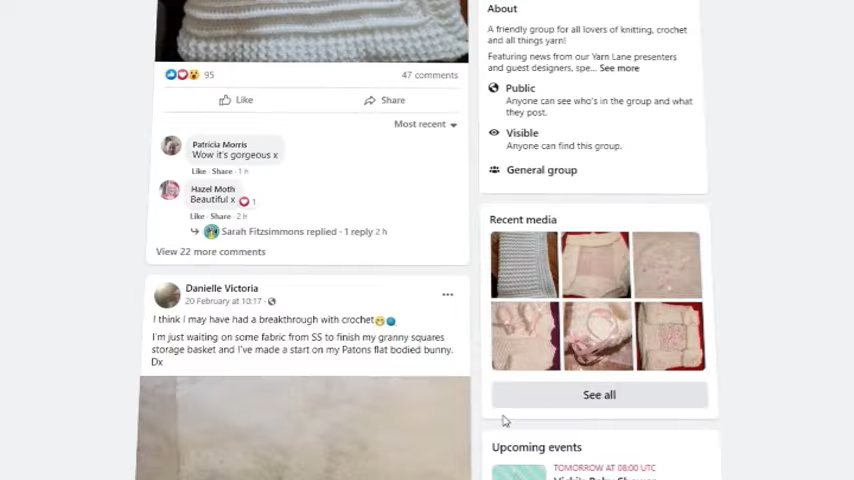 95
47 comments
Like
Share
Most recent
Patricia Morris
Wow it's gorgeous x
Like · Share · 1 h
Hazel Moth
Beautiful x
1
Like · Share · 2 h
Sarah Fitzsimmons replied · 1 reply 2 h
View 22 more comments
Danielle Victoria
20 February at 10:17 ·
I think I may have had a breakthrough with crochet
I'm just waiting on some fabric from SS to finish my granny squares
storage basket and I've made a start on my Patons flat bodied bunny.
Dx
About
A friendly group for all lovers of knitting, crochet
and all things yarn!
Featuring news from our Yarn Lane presenters
and guest designers, spe... See more
Public
Anyone can see who's in the group and what
they post.
Visible
Anyone can find this group.
General group
Recent media
See all
Upcoming events
TOMORROW AT 08:00 UTC